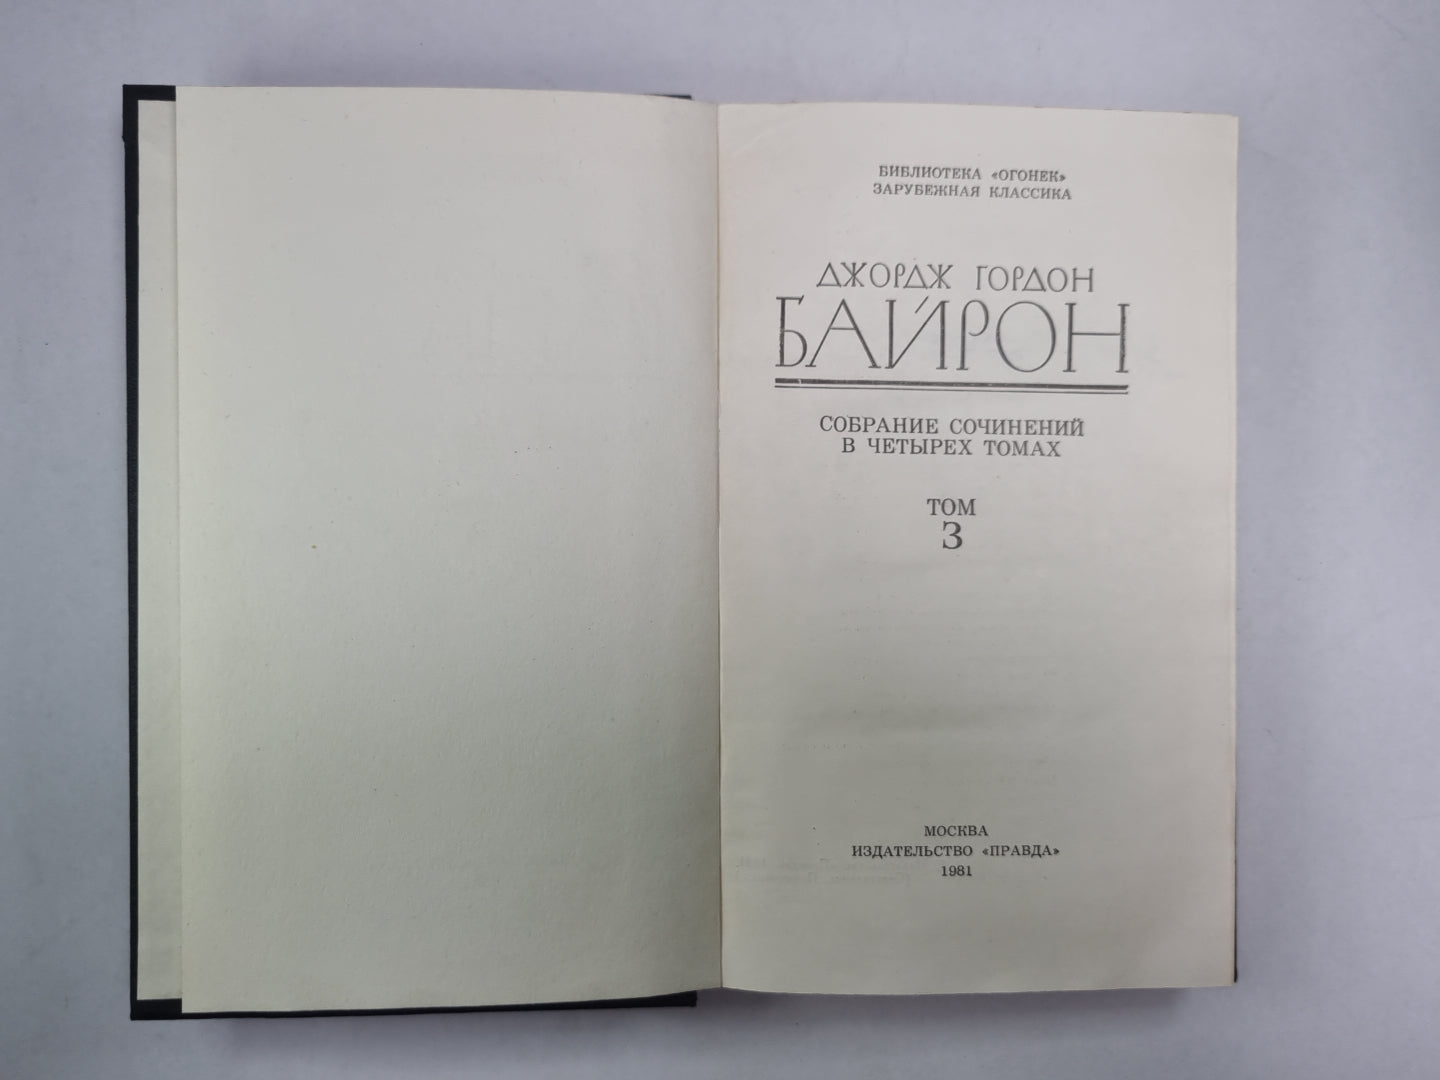 БИБЛИОТЕКА «ОГОНЕК»
ЗАРУБЕЖНАЯ КЛАССИКА
ДЖОРДЖ ГОРДОН
БАЙРОН
СОБРАНИЕ СОЧИНЕНИЙ
В ЧЕТЫРЕХ ТОМАХ
ТОМ
3
МОСКВА
ИЗДАТЕЛЬСТВО «ПРАВДА»
1981